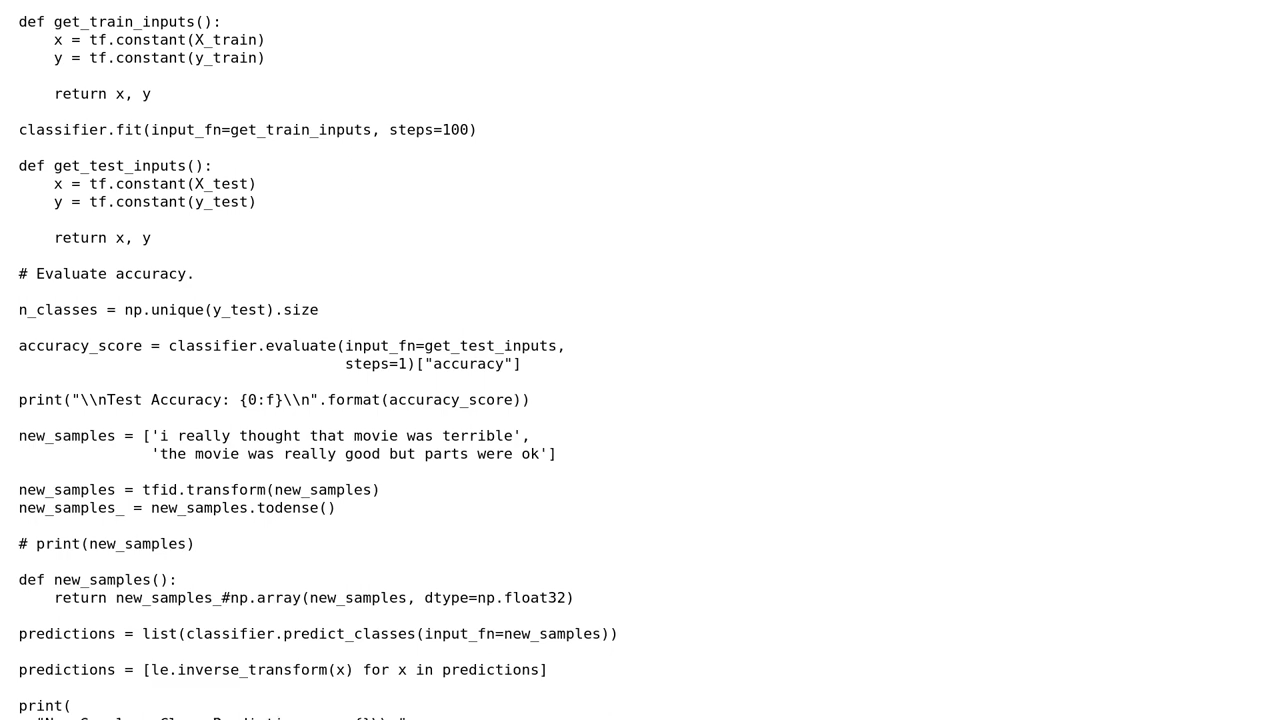 def get_train_inputs():
    x = tf.constant(X_train)
    y = tf.constant(y_train)

    return x, y

classifier.fit(input_fn=get_train_inputs, steps=100)

def get_test_inputs():
    x = tf.constant(X_test)
    y = tf.constant(y_test)

    return x, y

# Evaluate accuracy.

n_classes = np.unique(y_test).size

accuracy_score = classifier.evaluate(input_fn=get_test_inputs,
                                     steps=1)["accuracy"]

print("\\nTest Accuracy: {0:f}\\n".format(accuracy_score))

new_samples = ['i really thought that movie was terrible',
               'the movie was really good but parts were ok']

new_samples = tfid.transform(new_samples)
new_samples_ = new_samples.todense()

# print(new_samples)

def new_samples():
    return new_samples_#np.array(new_samples, dtype=np.float32)

predictions = list(classifier.predict_classes(input_fn=new_samples))

predictions = [le.inverse_transform(x) for x in predictions]

print(